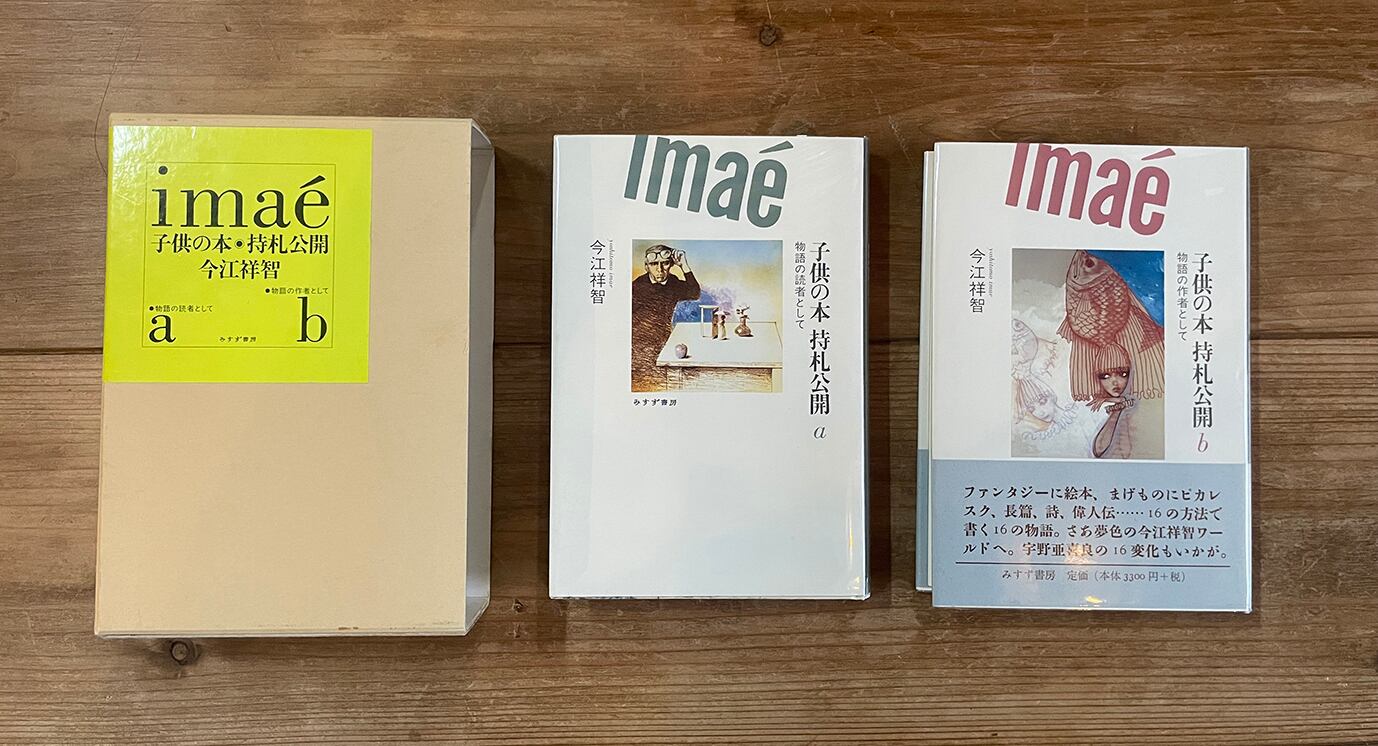 imaé
子供の本•持札公開
今江祥智
•物語の作者として
•物語の読者として
a
b
みすず書房
imaé
子供の本 持札公開 a
物語の読者として
yoshitomo imae
今江祥智
みすず書房
imaé
子供の本 持札公開 b
物語の作者として
yoshitomo imae
今江祥智
ファンタジーに絵本、まげものにピカレ
スク、長篇、詩、偉人伝……16の方法で
書く16の物語。さあ夢色の今江祥智ワー
ルドへ。宇野亜喜良の16変化もいかが。
みすず書房 定価(本体3300円+税)